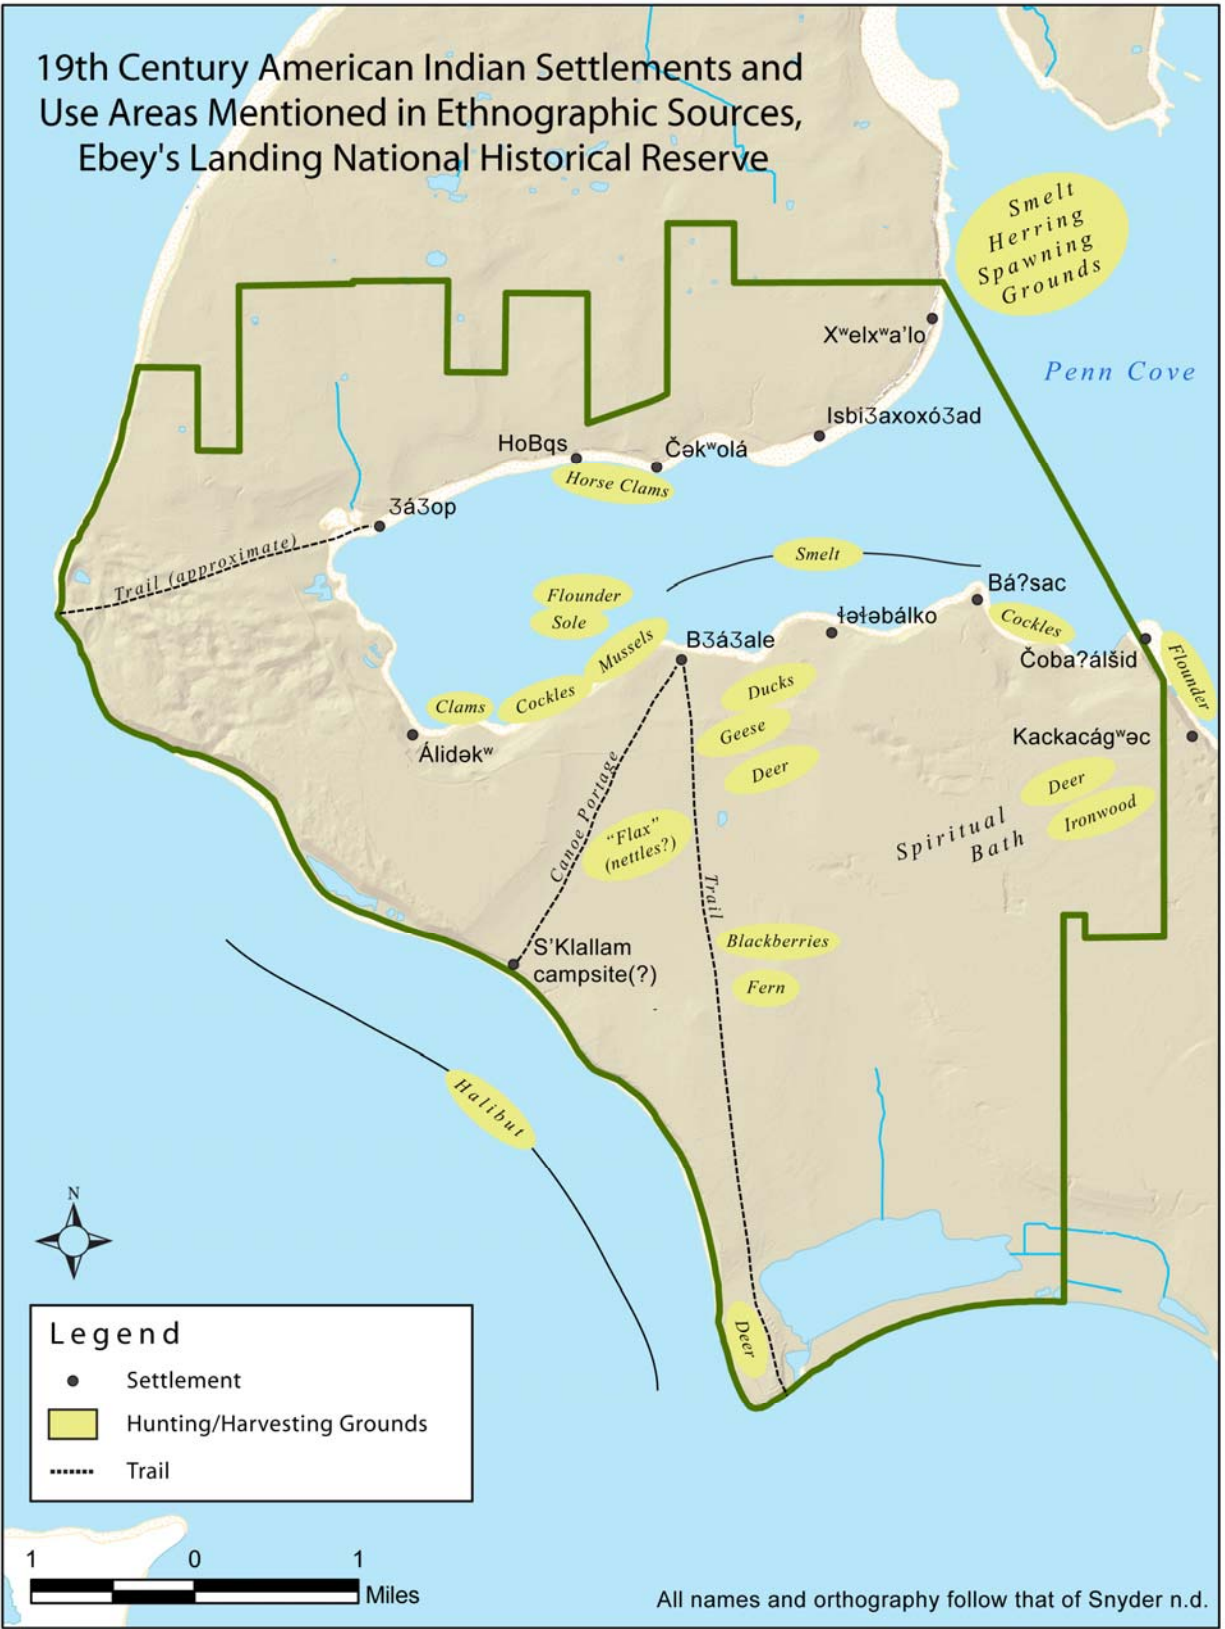 19th Century American Indian Settlements and
Use Areas Mentioned in Ethnographic Sources,
Ebey's Landing National Historical Reserve
Smelt
Herring
Spawning
Grounds
Xʷelxʷa'lo
Penn Cove
IsbiƷaxoxóƷad
HoBqs
Čəkʷolá
Horse Clams
ƷáƷop
Trail (approximate)
Smelt
Flounder
Sole
Bá?sac
Cockles
ɬəɬəbálko
Mussels
BƷáƷale
Čoba?álšid
Flounder
Ducks
Clams
Cockles
Geese
Kackacágʷəc
Álidəkʷ
Deer
Deer
Ironwood
Canoe Portage
"Flax"
(nettles?)
Spiritual
Bath
Trail
Blackberries
S'Klallam
campsite(?)
Fern
Halibut
N
Deer
Legend
Settlement
Hunting/Harvesting Grounds
Trail
1 0 1
Miles
All names and orthography follow that of Snyder n.d.